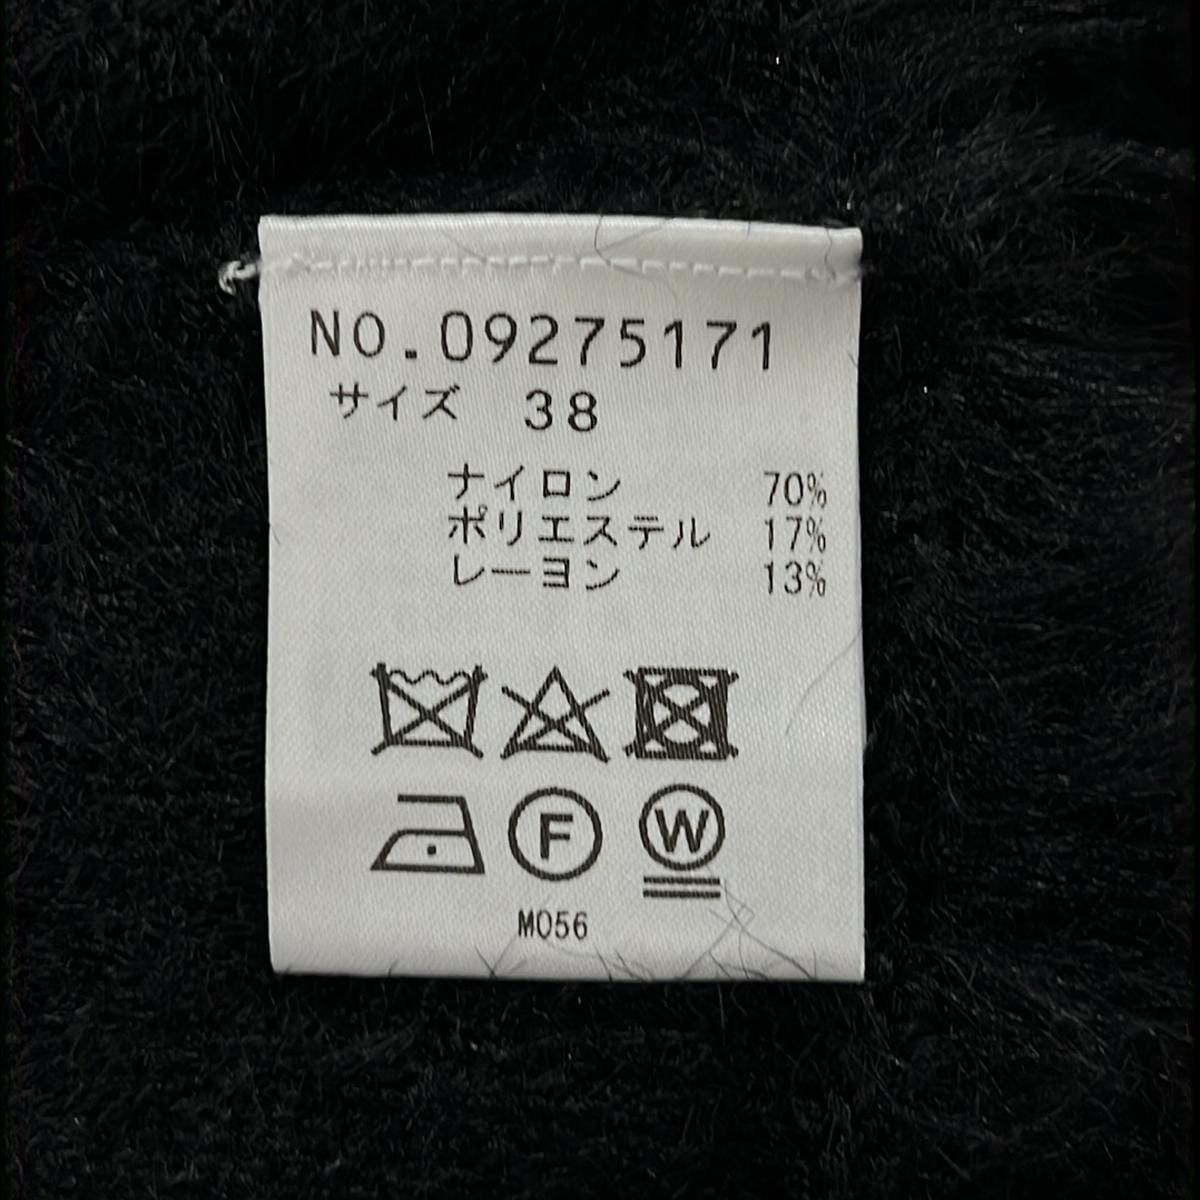 NO.09275171
サイズ 38
ナイロン 70%
ポリエステル 17%
レーヨン 13%
F W
M056